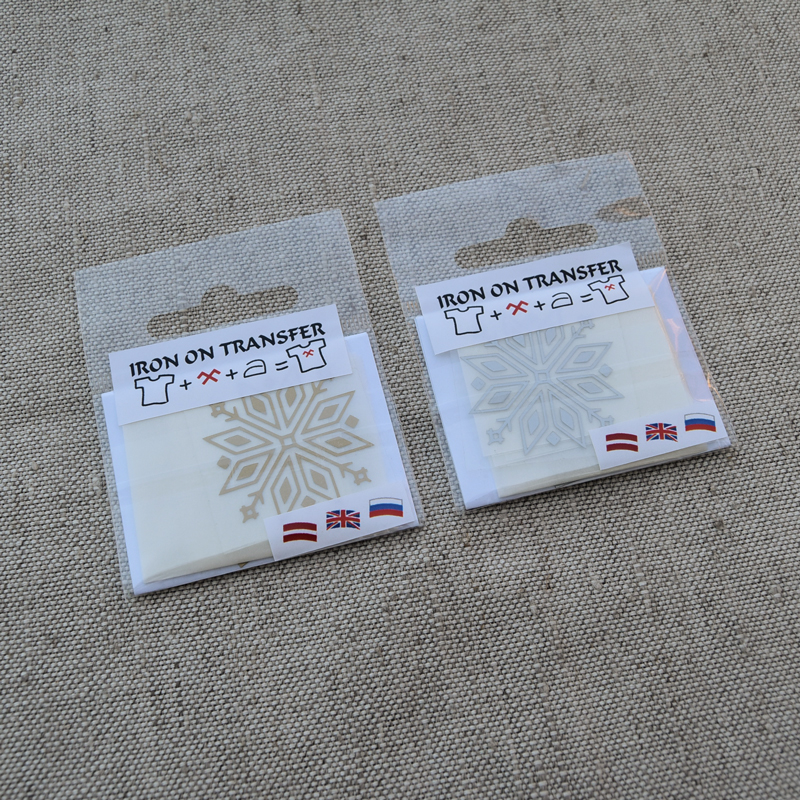 IRON ON TRANSFER
+ + =
IRON ON TRANSFER
+ + =